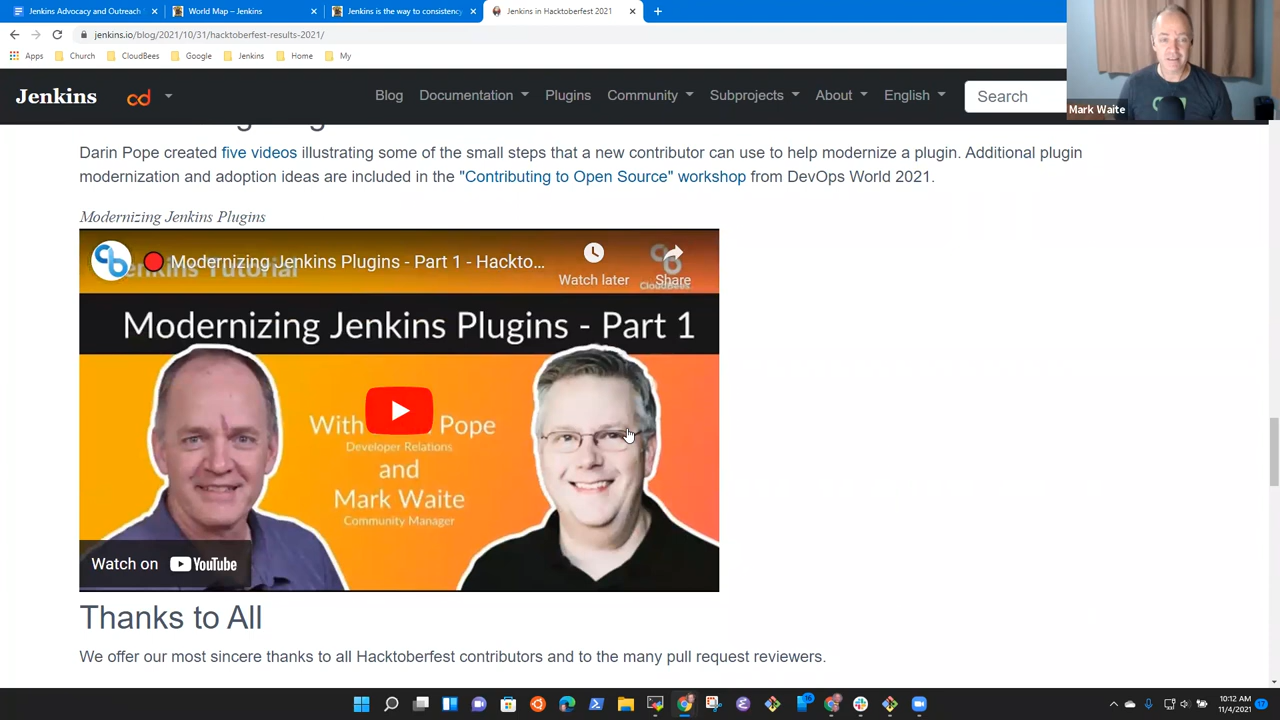 Jenkins Advocacy and Outreach S
World Map – Jenkins
Jenkins is the way to consistency
Jenkins in Hacktoberfest 2021
jenkins.io/blog/2021/10/31/hacktoberfest-results-2021/
Apps
Church
CloudBees
Google
Jenkins
Home
My
Jenkins
cd
Blog
Documentation
Plugins
Community
Subprojects
About
English
Search
Mark Waite
Darin Pope created five videos illustrating some of the small steps that a new contributor can use to help modernize a plugin. Additional plugin
modernization and adoption ideas are included in the "Contributing to Open Source" workshop from DevOps World 2021.
Modernizing Jenkins Plugins
Modernizing Jenkins Plugins - Part 1 - Hackto...
Jenkins Tutorial
Watch later
Share
CloudBees
Modernizing Jenkins Plugins - Part 1
With Pope
Developer Relations
and
Mark Waite
Community Manager
Watch on YouTube
Thanks to All
We offer our most sincere thanks to all Hacktoberfest contributors and to the many pull request reviewers.
10:12 AM
11/4/2021